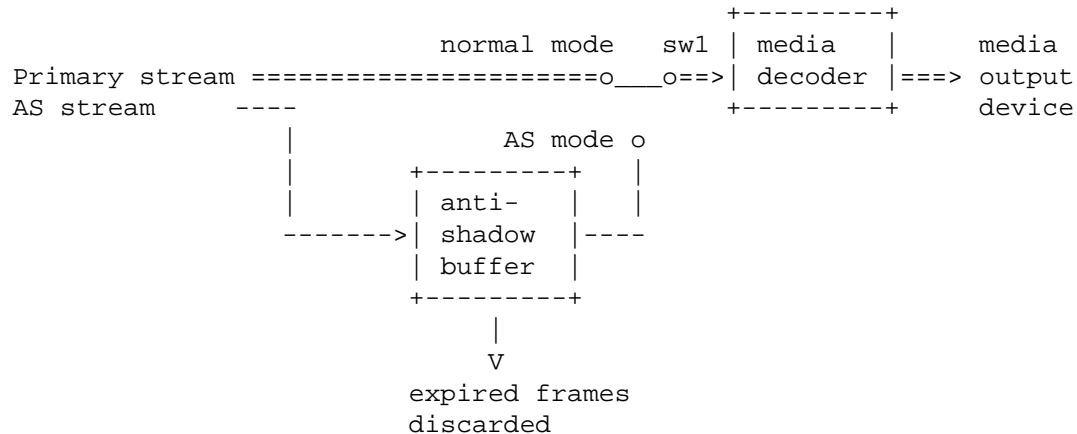 normal mode sw1 media media
Primary stream decoder output
AS stream device
AS mode
anti-
shadow
buffer
expired frames
discarded